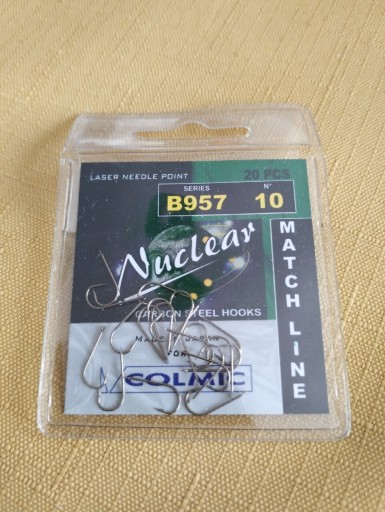 LASER NEEDLE POINT
20 PCS
SERIES
N°
B957
10
Nuclear
CARBON STEEL HOOKS
MADE IN JAPAN
FOR
COLMIC
MATCH LINE